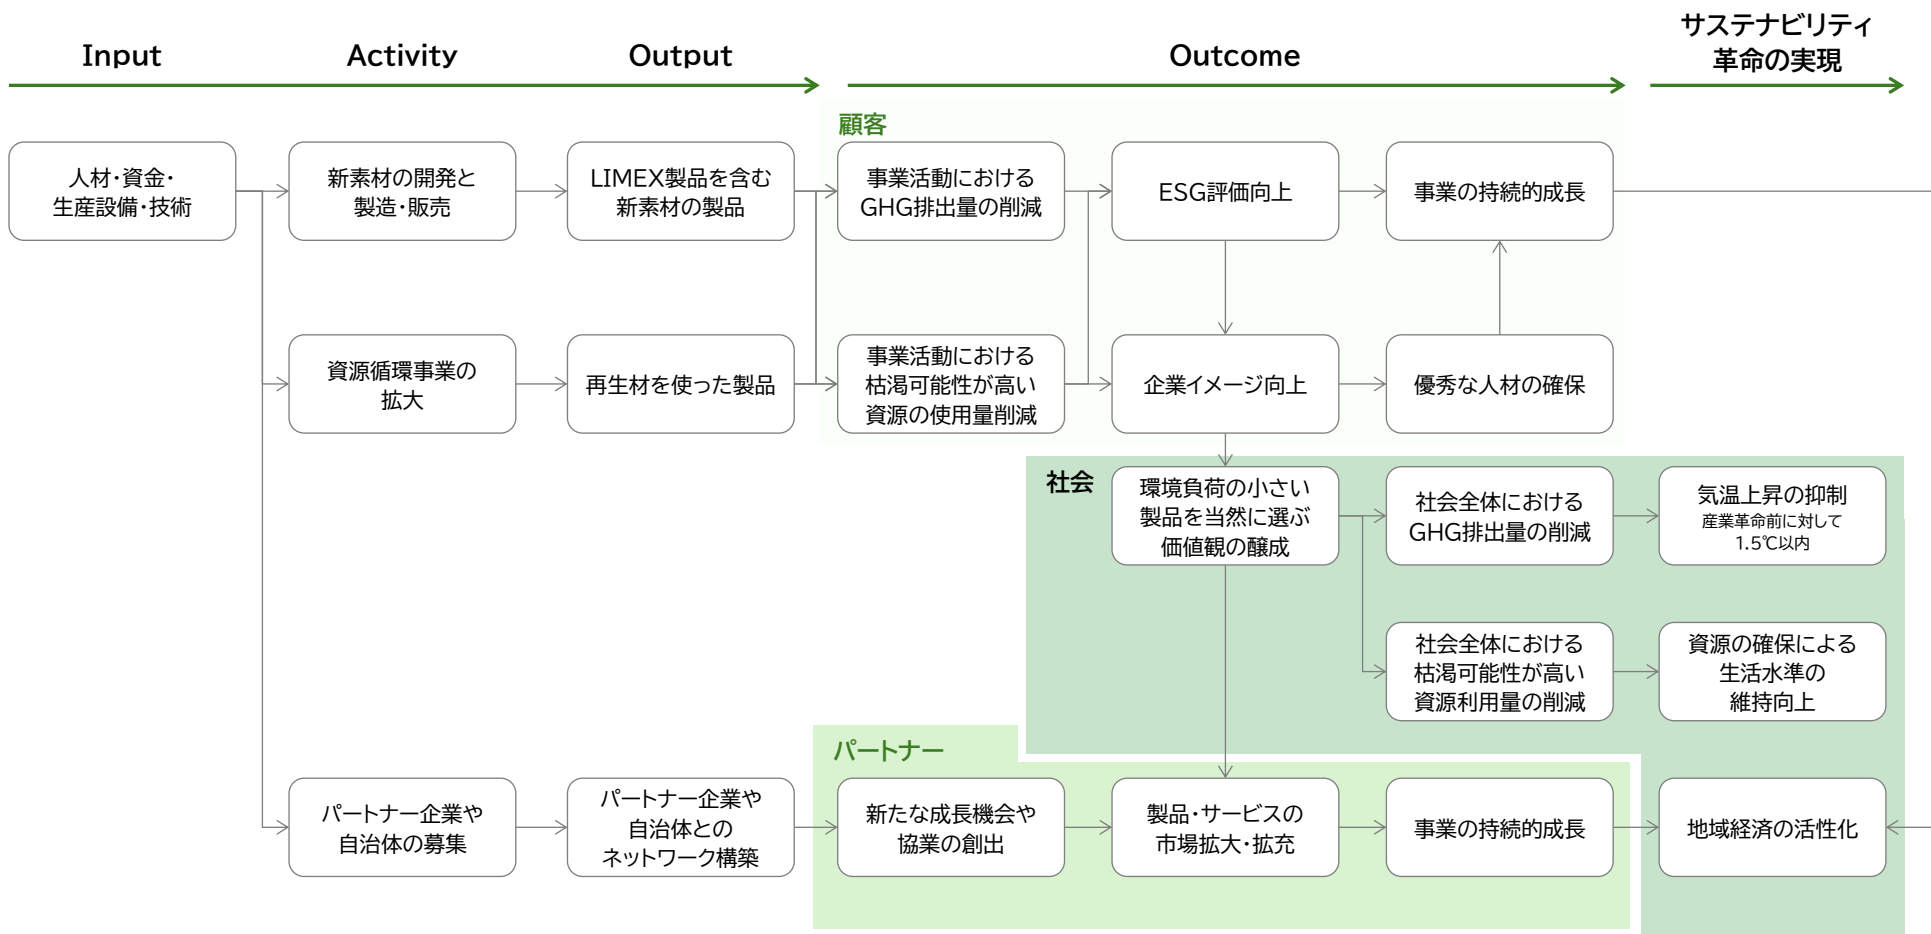 Input
Activity
Output
Outcome
サステナビリティ
革命の実現
顧客
人材・資金・
生産設備・技術
新素材の開発と
製造・販売
LIMEX製品を含む
新素材の製品
事業活動における
GHG排出量の削減
ESG評価向上
事業の持続的成長
資源循環事業の
拡大
再生材を使った製品
事業活動における
枯渇可能性が高い
資源の使用量削減
企業イメージ向上
優秀な人材の確保
社会
環境負荷の小さい
製品を当然に選ぶ
価値観の醸成
社会全体における
GHG排出量の削減
気温上昇の抑制
産業革命前に対して
1.5℃以内
社会全体における
枯渇可能性が高い
資源利用量の削減
資源の確保による
生活水準の
維持向上
パートナー
パートナー企業や
自治体の募集
パートナー企業や
自治体との
ネットワーク構築
新たな成長機会や
協業の創出
製品・サービスの
市場拡大・拡充
事業の持続的成長
地域経済の活性化